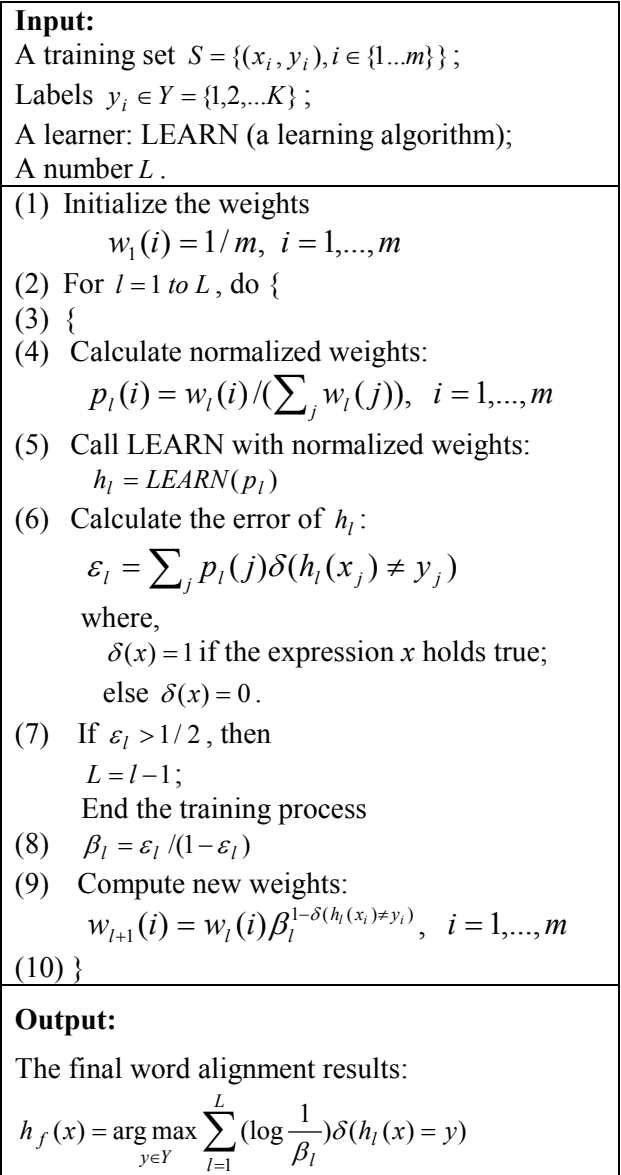 Input:
A training set S = {(x_i, y_i), i ∈ {1...m}} ;
Labels y_i ∈ Y = {1,2,...K} ;
A learner: LEARN (a learning algorithm);
A number L .
(1) Initialize the weights
w_1(i) = 1/m, i = 1,..., m
(2) For l = 1 to L , do {
(3) {
(4) Calculate normalized weights:
p_l(i) = w_l(i) /(∑_j w_l(j)), i = 1,..., m
(5) Call LEARN with normalized weights:
h_l = LEARN(p_l)
(6) Calculate the error of h_l :
ε_l = ∑_j p_l(j)δ(h_l(x_j) ≠ y_j)
where,
δ(x) = 1 if the expression x holds true;
else δ(x) = 0 .
(7) If ε_l > 1/ 2 , then
L = l − 1 ;
End the training process
(8) β_l = ε_l /(1 − ε_l)
(9) Compute new weights:
w_{l+1}(i) = w_l(i)β_l^{1−δ(h_l(x_i)≠y_i)} , i = 1,..., m
(10) }
Output:
The final word alignment results:
h_f(x) = arg max_{y∈Y} ∑_{l=1}^{L} (log 1/β_l)δ(h_l(x) = y)